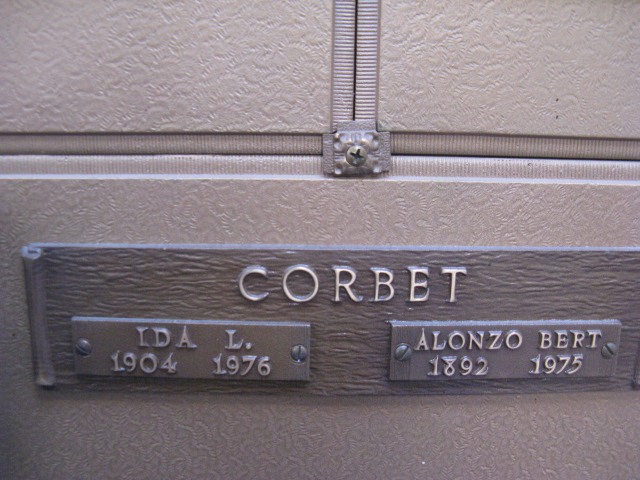 CORBET
IDA L.
1904 1976
ALONZO BERT
1892 1975